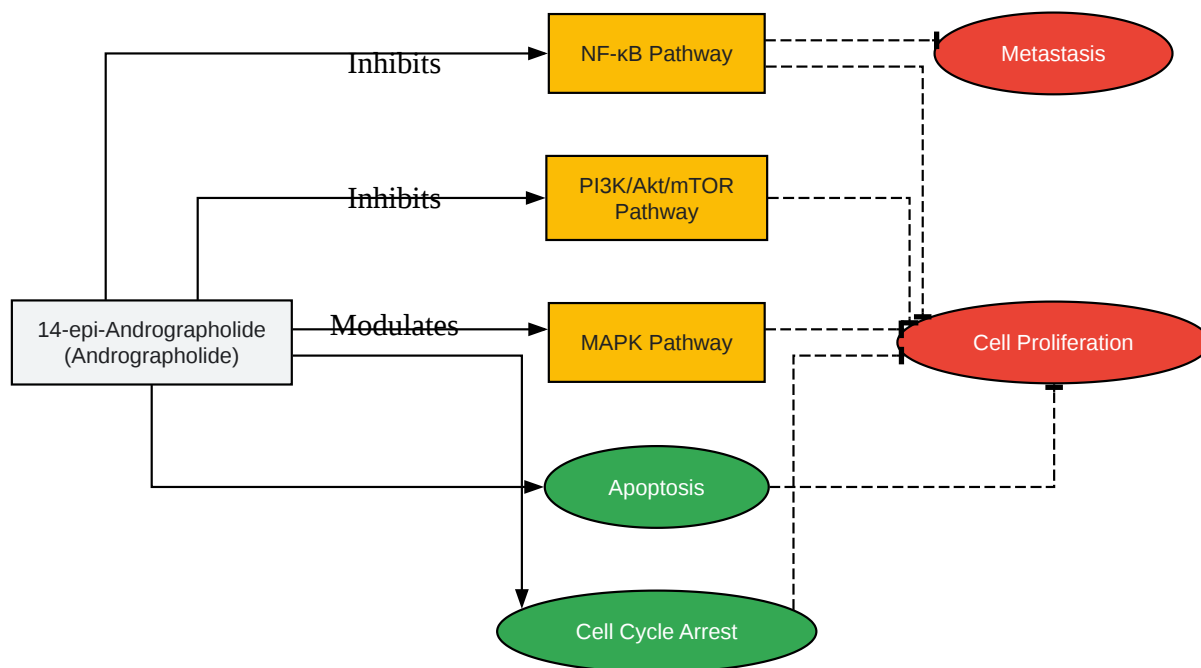 NF-κB Pathway
Metastasis
Inhibits
PI3K/Akt/mTOR
Pathway
Inhibits
14-epi-Andrographolide
(Andrographolide)
Modulates
MAPK Pathway
Cell Proliferation
Apoptosis
Cell Cycle Arrest